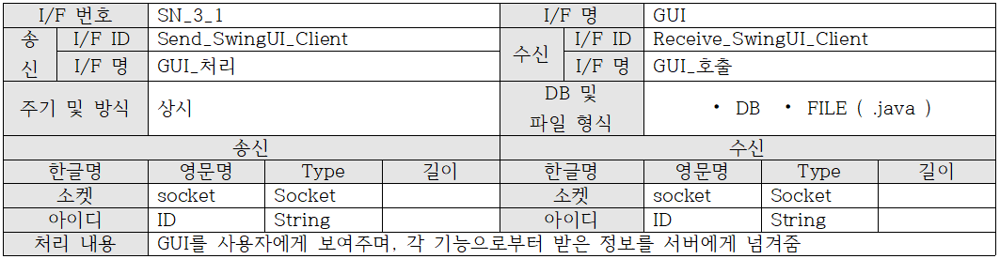 I/F 번호 SN_3_1 I/F 명 GUI
송신 I/F ID Send_SwingUI_Client 수신 I/F ID Receive_SwingUI_Client
I/F 명 GUI_처리 I/F 명 GUI_호출
주기 및 방식 상시 DB 및 파일 형식 ・ DB ・ FILE ( .java )
송신 수신
한글명 영문명 Type 길이 한글명 영문명 Type 길이
소켓 socket Socket 소켓 socket Socket
아이디 ID String 아이디 ID String
처리 내용 GUI를 사용자에게 보여주며, 각 기능으로부터 받은 정보를 서버에게 넘겨줌